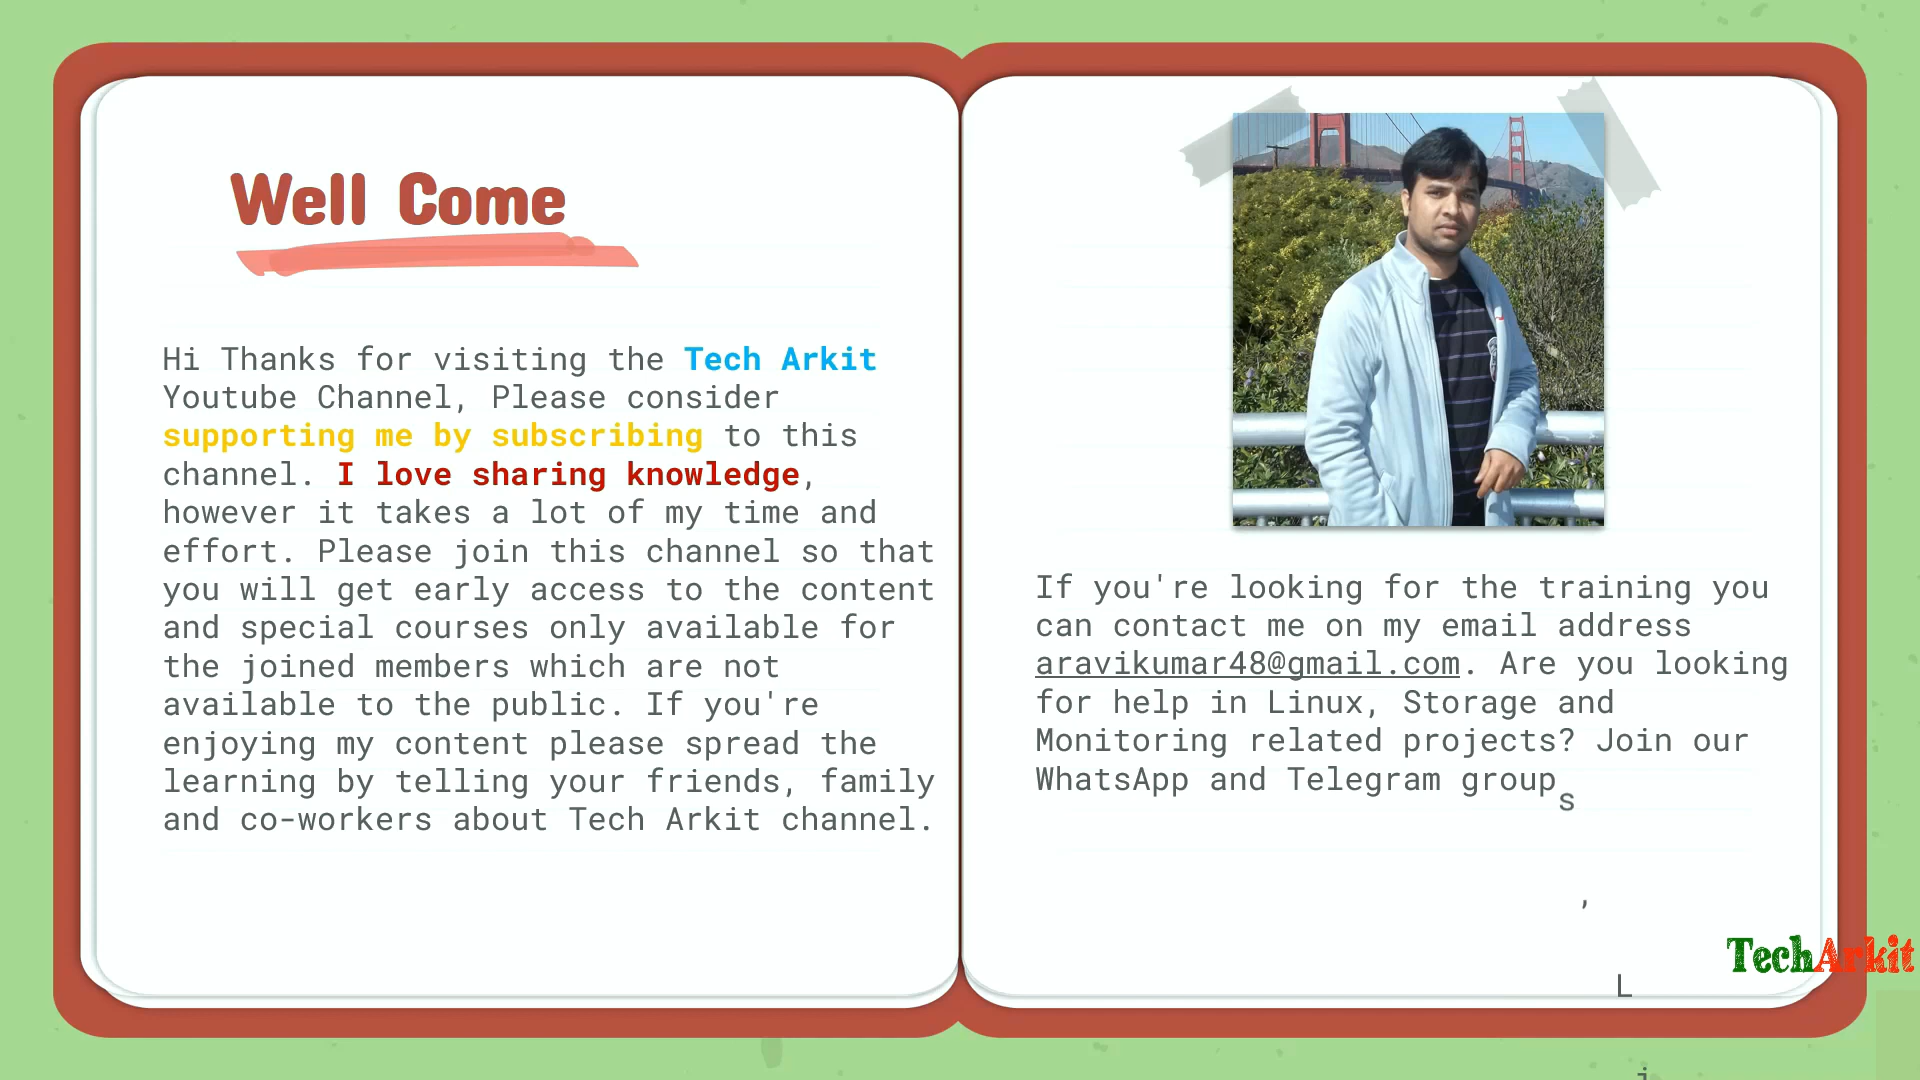 Well Come
Hi Thanks for visiting the Tech Arkit
Youtube Channel, Please consider
supporting me by subscribing to this
channel. I love sharing knowledge,
however it takes a lot of my time and
effort. Please join this channel so that
you will get early access to the content
and special courses only available for
the joined members which are not
available to the public. If you're
enjoying my content please spread the
learning by telling your friends, family
and co-workers about Tech Arkit channel.
If you're looking for the training you
can contact me on my email address
aravikumar48@gmail.com. Are you looking
for help in Linux, Storage and
Monitoring related projects? Join our
WhatsApp and Telegram groups
,
L
i
TechArkit